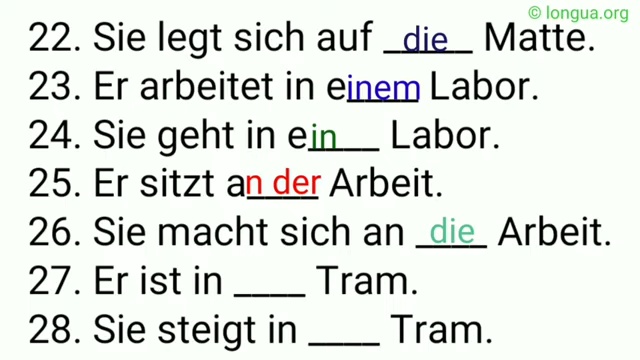 © longua.org
22. Sie legt sich auf die Matte.
23. Er arbeitet in einem Labor.
24. Sie geht in ein Labor.
25. Er sitzt an der Arbeit.
26. Sie macht sich an die Arbeit.
27. Er ist in ____ Tram.
28. Sie steigt in ____ Tram.